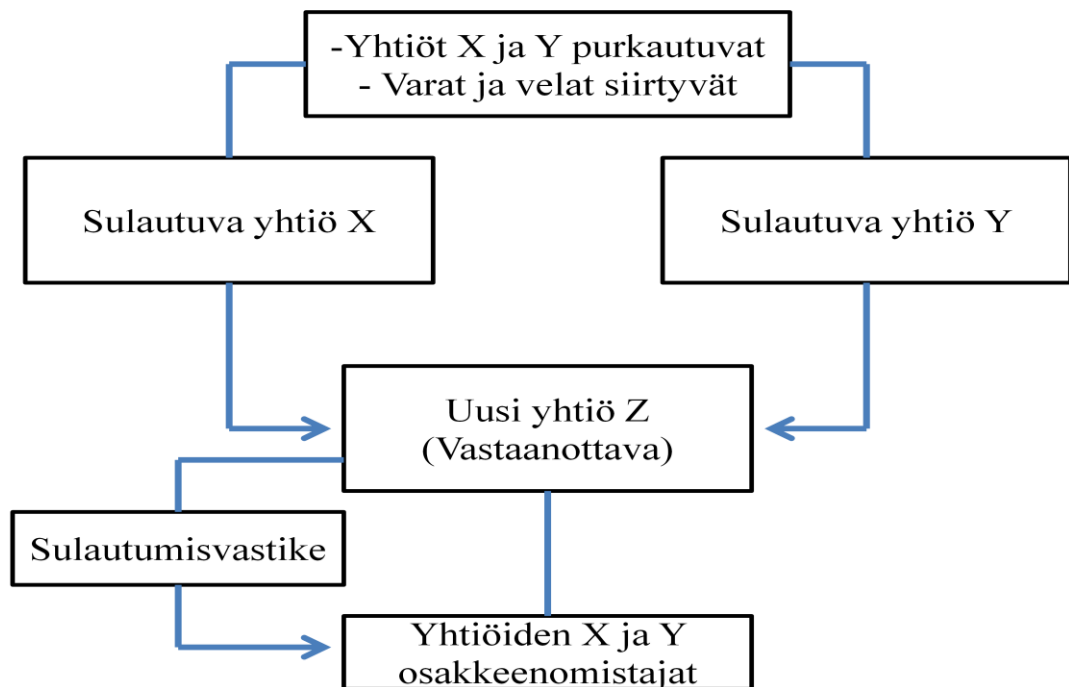 -Yhtiöt X ja Y purkautuvat
- Varat ja velat siirtyvät
Sulautuva yhtiö X
Sulautuva yhtiö Y
Uusi yhtiö Z
(Vastaanottava)
Sulautumisvastike
Yhtiöiden X ja Y
osakkeenomistajat